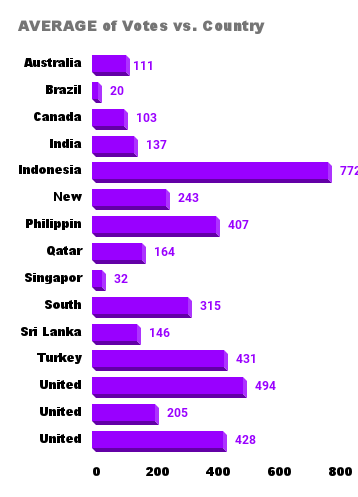 AVERAGE of Votes vs. Country
Australia 111
Brazil 20
Canada 103
India 137
Indonesia 772
New 243
Philippin 407
Qatar 164
Singapor 32
South 315
Sri Lanka 146
Turkey 431
United 494
United 205
United 428
0 200 400 600 800